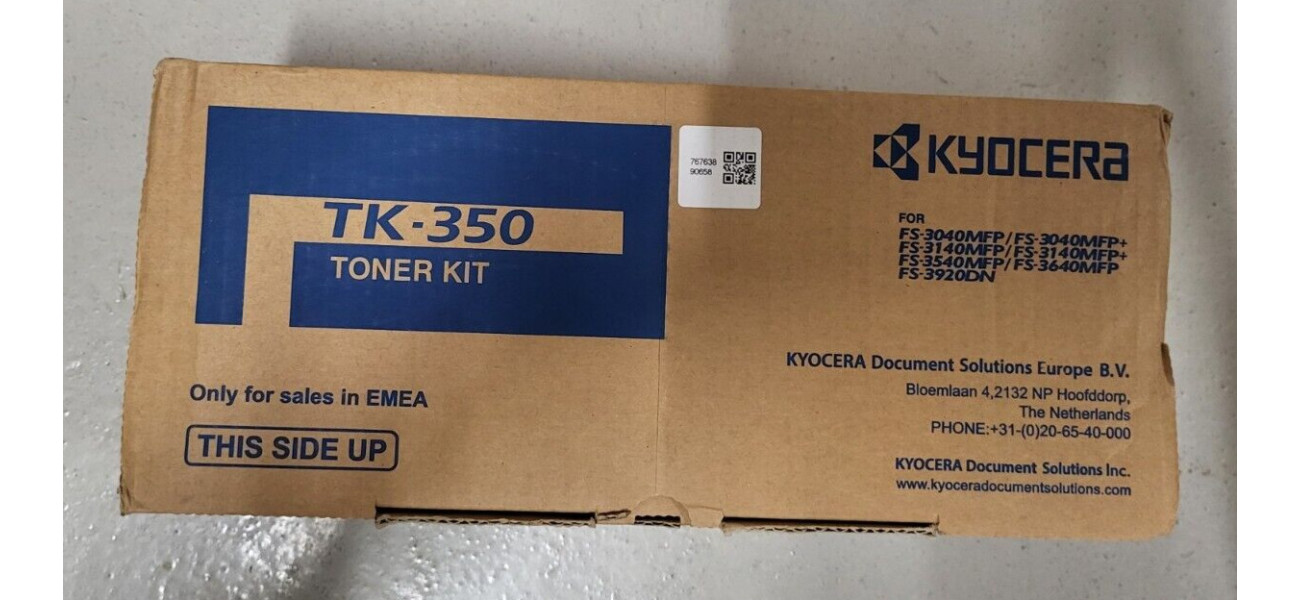 TK-350
TONER KIT
Only for sales in EMEA
THIS SIDE UP
767638
90658
KYOCERA
FOR
FS-3040MFP/FS-3040MFP+
FS-3140MFP/FS-3140MFP+
FS-3540MFP/FS-3640MFP
FS-3920DN
KYOCERA Document Solutions Europe B.V.
Bloemlaan 4,2132 NP Hoofddorp,
The Netherlands
PHONE:+31-(0)20-65-40-000
KYOCERA Document Solutions Inc.
www.kyoceradocumentsolutions.com